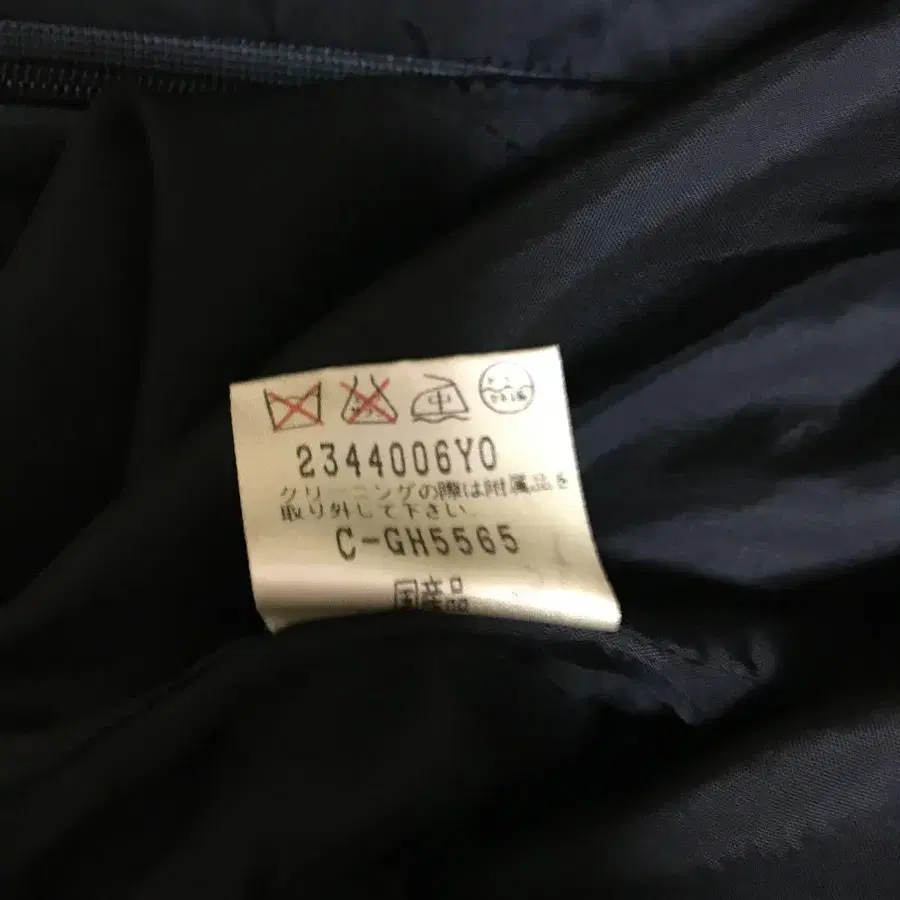 中
2344006Y0
クリーニングの際は附属品を
取り外して下さい.
C-GH5565
国産品